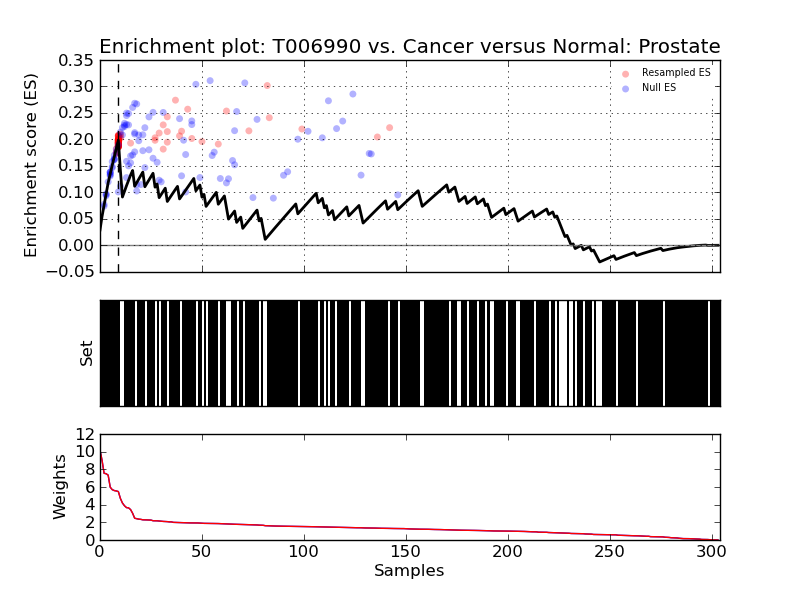 Enrichment plot: T006990 vs. Cancer versus Normal: Prostate
0.35
0.30
0.25
0.20
0.15
0.10
0.05
0.00
−0.05
Enrichment score (ES)
Resampled ES
Null ES
Set
12
10
8
6
4
2
0
Weights
0 50 100 150 200 250 300
Samples